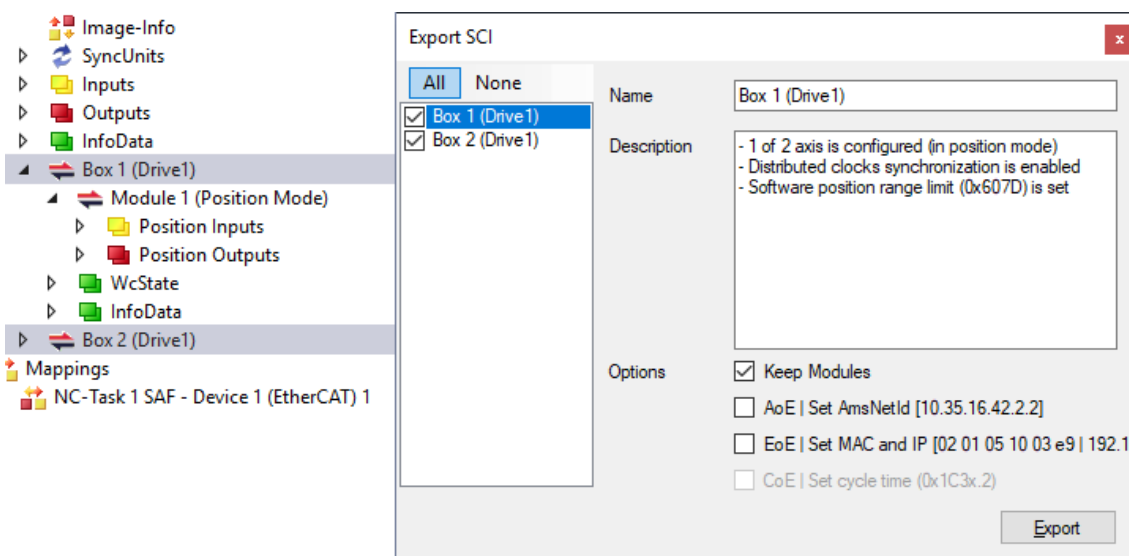 Image-Info
SyncUnits
Inputs
Outputs
InfoData
Box 1 (Drive1)
Module 1 (Position Mode)
Position Inputs
Position Outputs
WcState
InfoData
Box 2 (Drive1)
Mappings
NC-Task 1 SAF - Device 1 (EtherCAT) 1
Export SCI
x
All None
Box 1 (Drive1)
Box 2 (Drive1)
Name
Box 1 (Drive1)
Description
- 1 of 2 axis is configured (in position mode)
- Distributed clocks synchronization is enabled
- Software position range limit (0x607D) is set
Options
Keep Modules
AoE | Set AmsNetId [10.35.16.42.2.2]
EoE | Set MAC and IP [02 01 05 10 03 e9 | 192.1
CoE | Set cycle time (0x1C3x.2)
Export